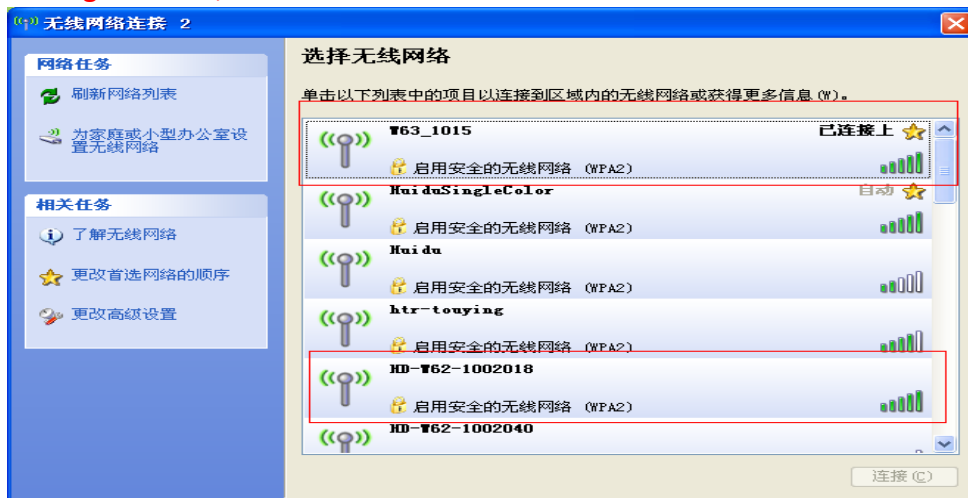 无线网络连接 2
网络任务
刷新网络列表
为家庭或小型办公室设
置无线网络
相关任务
了解无线网络
更改首选网络的顺序
更改高级设置
选择无线网络
单击以下列表中的项目以连接到区域内的无线网络或获得更多信息(W)。
W63_1015 已连接上
启用安全的无线网络 (WPA2)
HuiduSingleColor 自动
启用安全的无线网络 (WPA2)
Huidu
启用安全的无线网络 (WPA2)
htr-touying
启用安全的无线网络 (WPA2)
HD-W62-1002018
启用安全的无线网络 (WPA2)
HD-W62-1002040
连接(C)